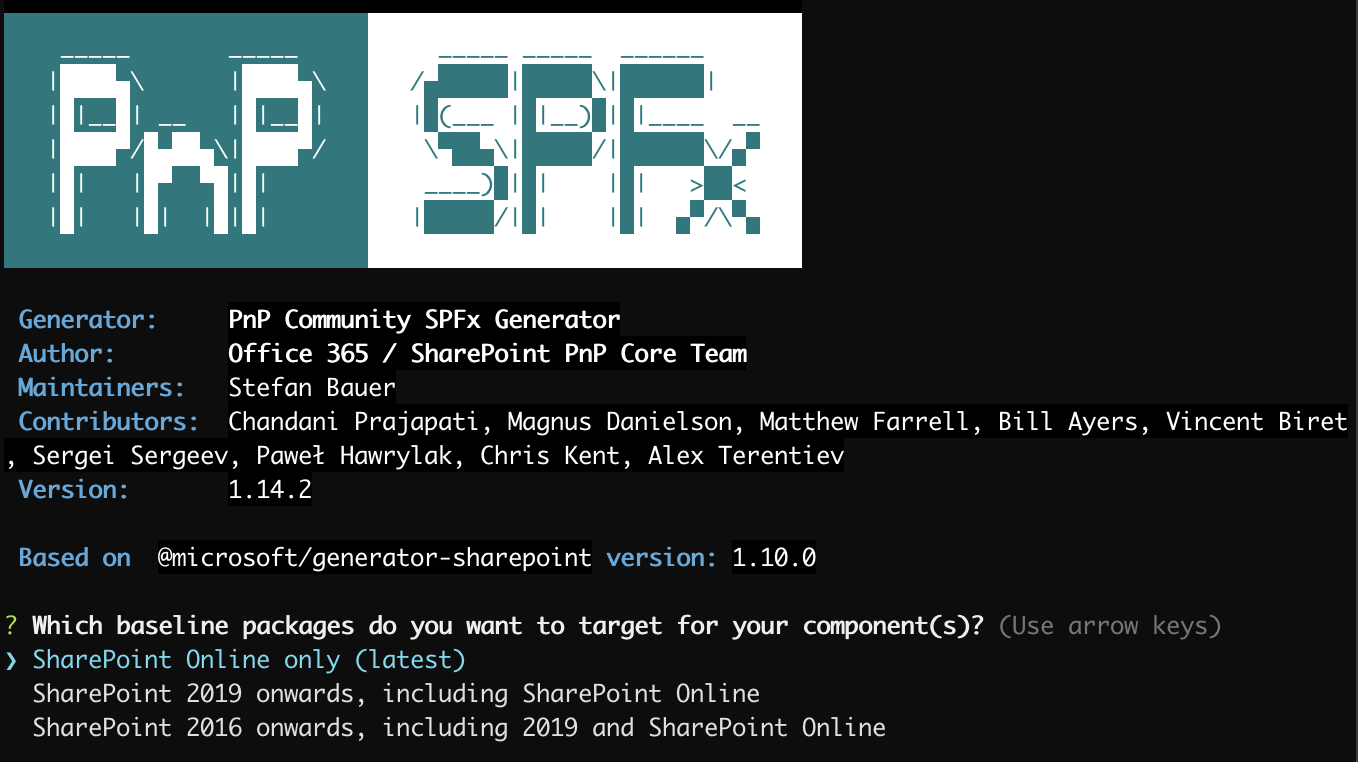 PnP SPFx
Generator: PnP Community SPFx Generator
Author: Office 365 / SharePoint PnP Core Team
Maintainers: Stefan Bauer
Contributors: Chandani Prajapati, Magnus Danielson, Matthew Farrell, Bill Ayers, Vincent Biret
, Sergei Sergeev, Paweł Hawrylak, Chris Kent, Alex Terentiev
Version: 1.14.2
Based on @microsoft/generator-sharepoint version: 1.10.0
? Which baseline packages do you want to target for your component(s)? (Use arrow keys)
❯ SharePoint Online only (latest)
SharePoint 2019 onwards, including SharePoint Online
SharePoint 2016 onwards, including 2019 and SharePoint Online